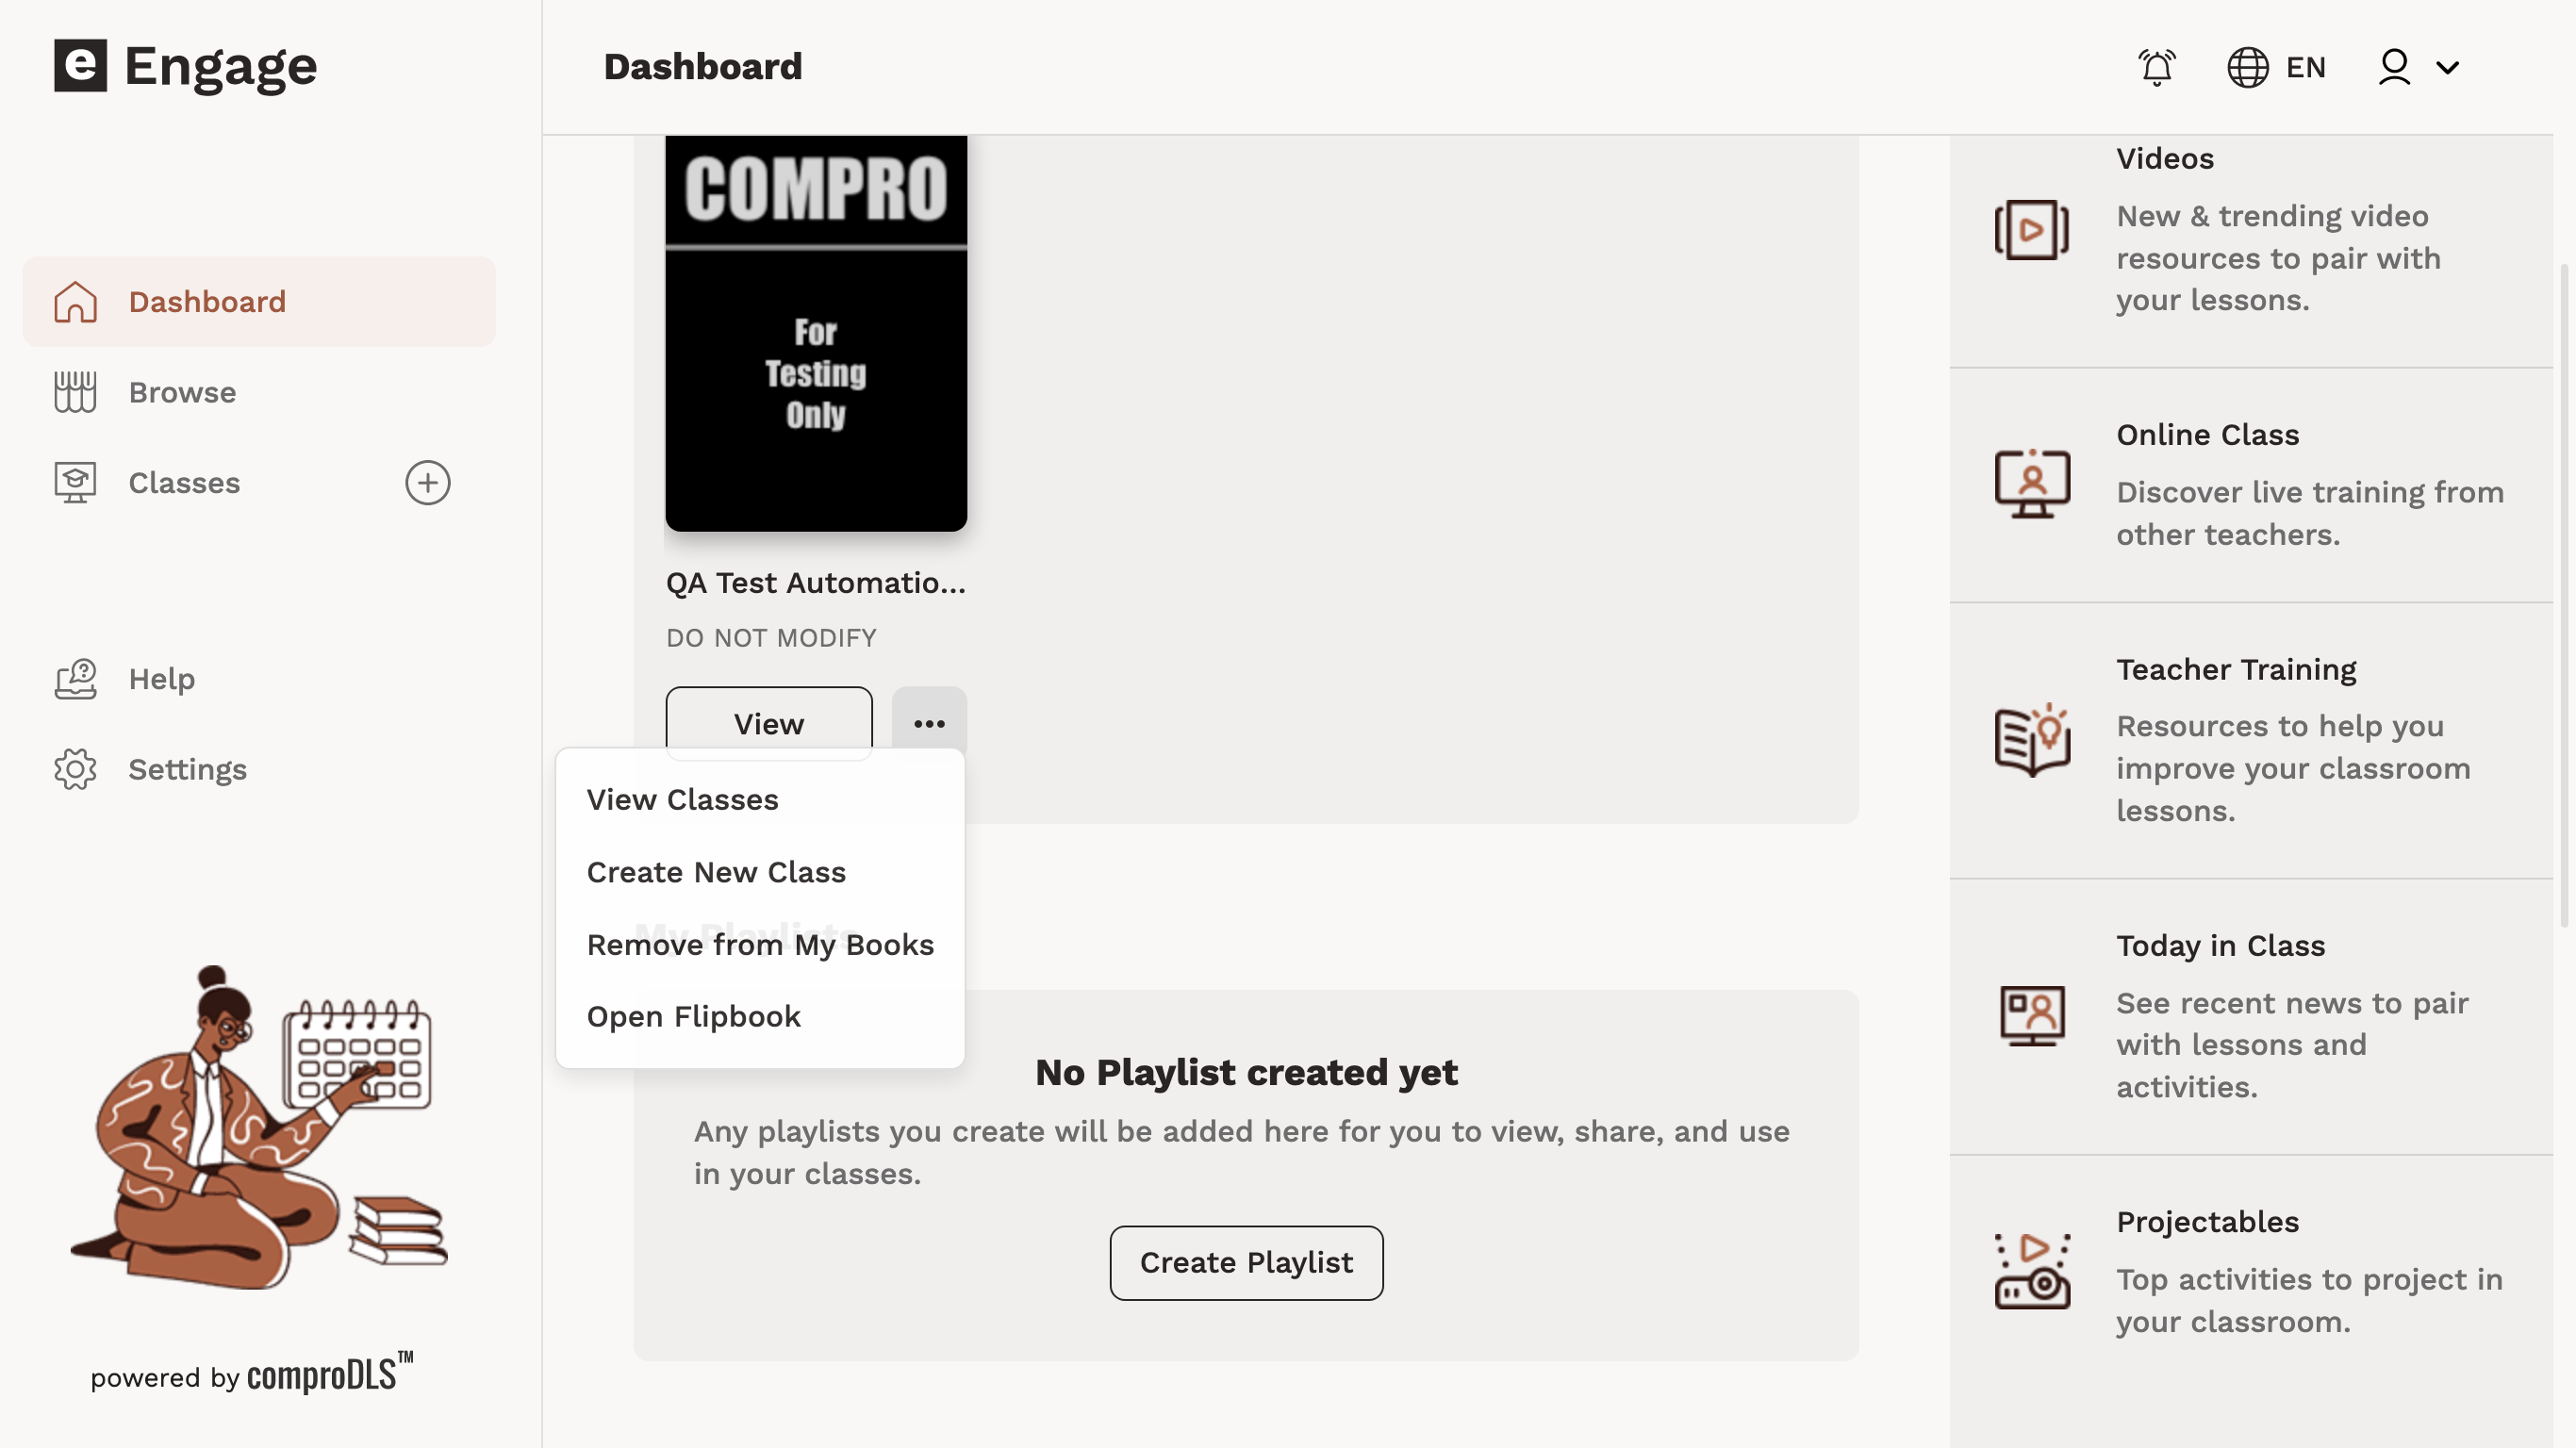 e Engage
Dashboard
Browse
Classes
Help
Settings
powered by comproDLS™
Dashboard
EN
COMPRO
For
Testing
Only
QA Test Automatio...
DO NOT MODIFY
View
View Classes
Create New Class
My Playlists
Remove from My Books
Open Flipbook
No Playlist created yet
Any playlists you create will be added here for you to view, share, and use
in your classes.
Create Playlist
Videos
New & trending video
resources to pair with
your lessons.
Online Class
Discover live training from
other teachers.
Teacher Training
Resources to help you
improve your classroom
lessons.
Today in Class
See recent news to pair
with lessons and
activities.
Projectables
Top activities to project in
your classroom.